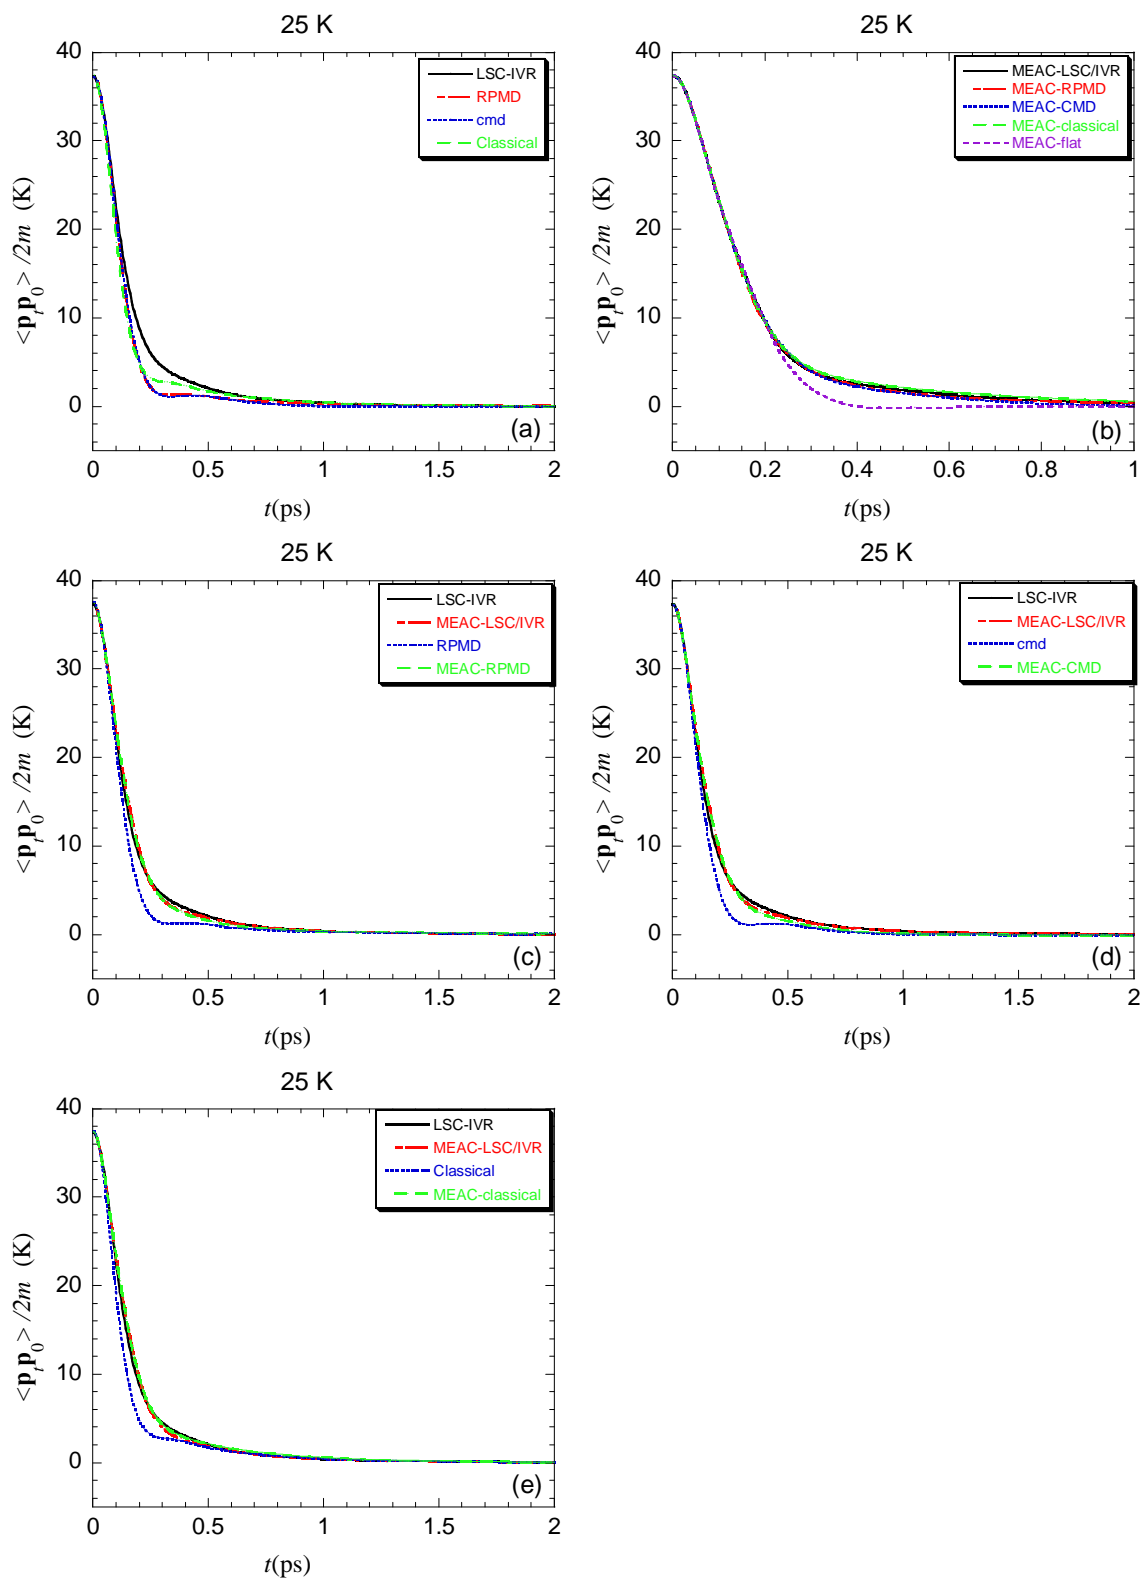 25 K
40
30
20
10
0
<p_t p_0>/2m (K)
LSC-IVR
RPMD
cmd
Classical
(a)
0 0.5 1 1.5 2
t(ps)
25 K
40
30
20
10
0
<p_t p_0>/2m (K)
MEAC-LSC/IVR
MEAC-RPMD
MEAC-CMD
MEAC-classical
MEAC-flat
(b)
0 0.2 0.4 0.6 0.8 1
t(ps)
25 K
40
30
20
10
0
<p_t p_0>/2m (K)
LSC-IVR
MEAC-LSC/IVR
RPMD
MEAC-RPMD
(c)
0 0.5 1 1.5 2
t(ps)
25 K
40
30
20
10
0
<p_t p_0>/2m (K)
LSC-IVR
MEAC-LSC/IVR
cmd
MEAC-CMD
(d)
0 0.5 1 1.5 2
t(ps)
25 K
40
30
20
10
0
<p_t p_0>/2m (K)
LSC-IVR
MEAC-LSC/IVR
Classical
MEAC-classical
(e)
0 0.5 1 1.5 2
t(ps)